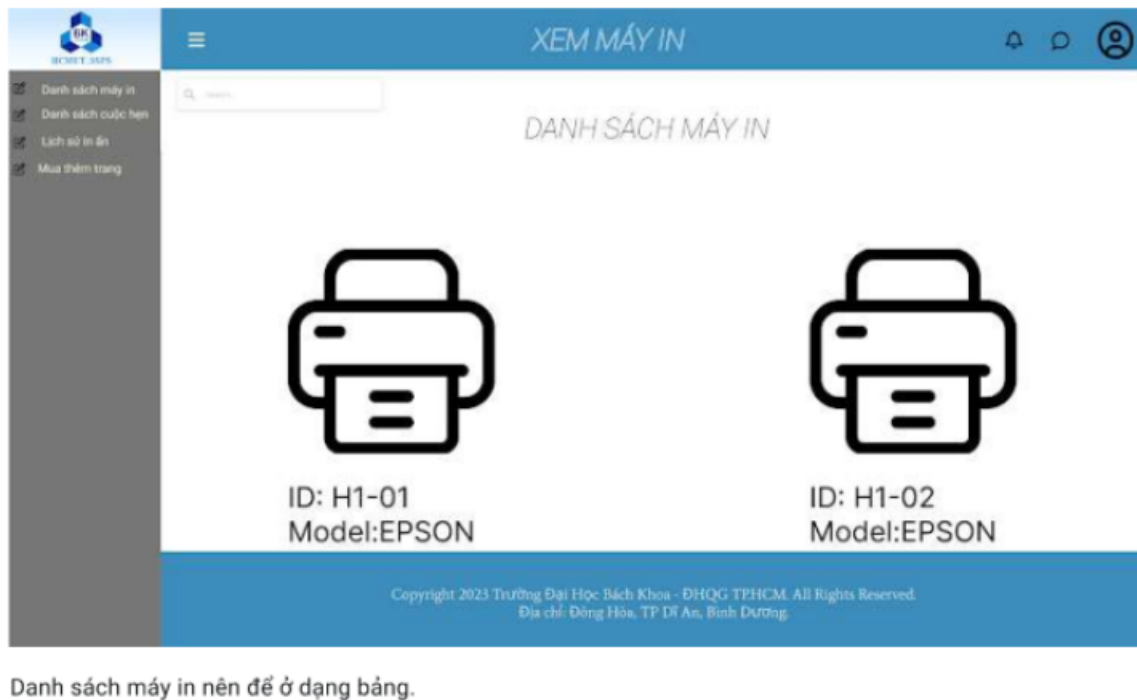 BK
HCMUT_SSPS
XEM MÁY IN
Danh sách máy in
Danh sách cuộc hẹn
Lịch sử in ấn
Mua thêm trang
Search...
DANH SÁCH MÁY IN
ID: H1-01
Model:EPSON
ID: H1-02
Model:EPSON
Copyright 2023 Trường Đại Học Bách Khoa - ĐHQG TP.HCM. All Rights Reserved.
Địa chỉ: Đông Hòa, TP Dĩ An, Bình Dương.
Danh sách máy in nên để ở dạng bảng.